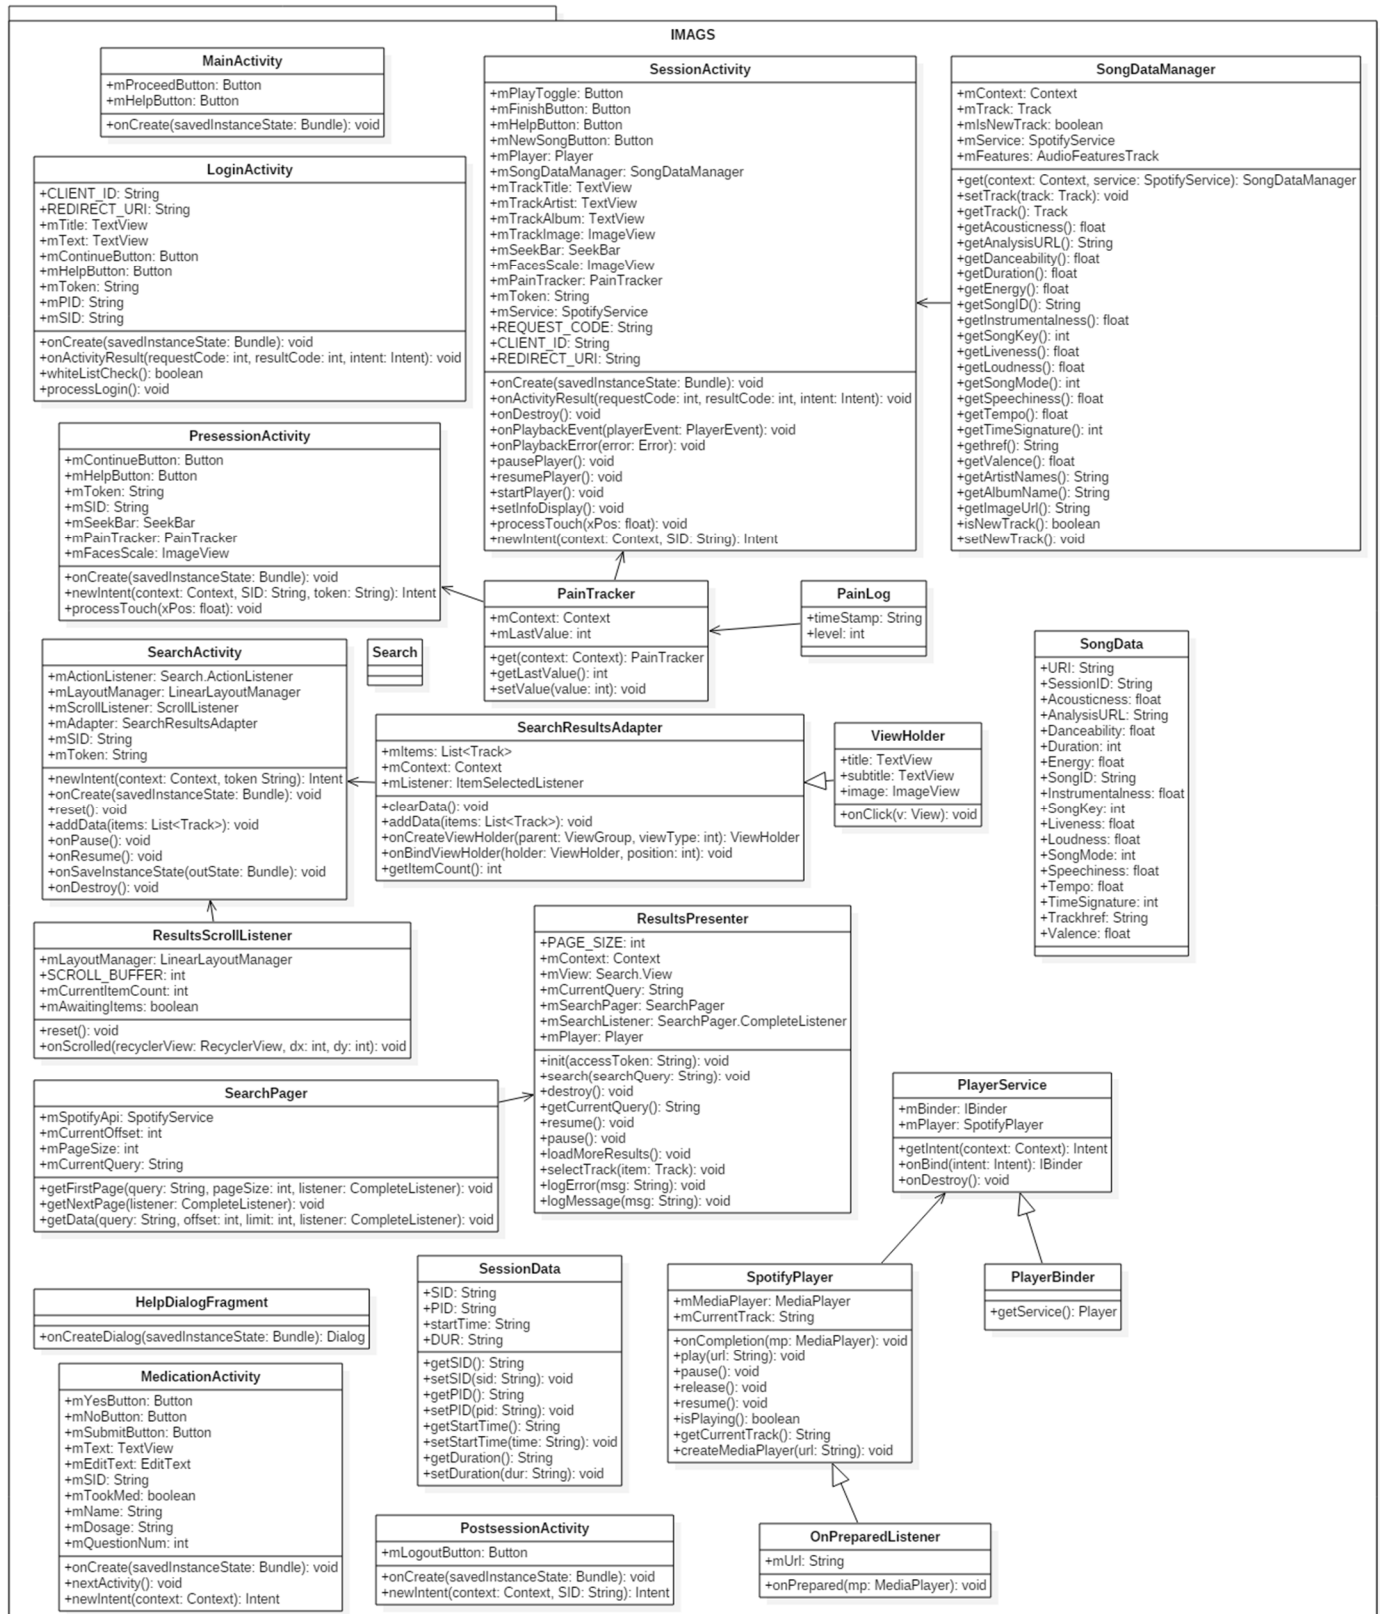 IMAGS
MainActivity
+mProceedButton: Button
+mHelpButton: Button
+onCreate(savedInstanceState: Bundle): void
LoginActivity
+CLIENT_ID: String
+REDIRECT_URI: String
+mTitle: TextView
+mText: TextView
+mContinueButton: Button
+mHelpButton: Button
+mToken: String
+mPID: String
+mSID: String
+onCreate(savedInstanceState: Bundle): void
+onActivityResult(requestCode: int, resultCode: int, intent: Intent): void
+whiteListCheck(): boolean
+processLogin(): void
PresessionActivity
+mContinueButton: Button
+mHelpButton: Button
+mToken: String
+mSID: String
+mSeekBar: SeekBar
+mPainTracker: PainTracker
+mFacesScale: ImageView
+onCreate(savedInstanceState: Bundle): void
+newIntent(context: Context, SID: String, token: String): Intent
+processTouch(xPos: float): void
SessionActivity
+mPlayToggle: Button
+mFinishButton: Button
+mHelpButton: Button
+mNewSongButton: Button
+mPlayer: Player
+mSongDataManager: SongDataManager
+mTrackTitle: TextView
+mTrackArtist: TextView
+mTrackAlbum: TextView
+mTrackImage: ImageView
+mSeekBar: SeekBar
+mFacesScale: ImageView
+mPainTracker: PainTracker
+mToken: String
+mService: SpotifyService
+REQUEST_CODE: String
+CLIENT_ID: String
+REDIRECT_URI: String
+onCreate(savedInstanceState: Bundle): void
+onActivityResult(requestCode: int, resultCode: int, intent: Intent): void
+onDestroy(): void
+onPlaybackEvent(playerEvent: PlayerEvent): void
+onPlaybackError(error: Error): void
+pausePlayer(): void
+resumePlayer(): void
+startPlayer(): void
+setInfoDisplay(): void
+processTouch(xPos: float): void
+newIntent(context: Context, SID: String): Intent
SongDataManager
+mContext: Context
+mTrack: Track
+mIsNewTrack: boolean
+mService: SpotifyService
+mFeatures: AudioFeaturesTrack
+get(context: Context, service: SpotifyService): SongDataManager
+setTrack(track: Track): void
+getTrack(): Track
+getAcousticness(): float
+getAnalysisURL(): String
+getDanceability(): float
+getDuration(): float
+getEnergy(): float
+getSongID(): String
+getInstrumentalness(): float
+getSongKey(): int
+getLiveness(): float
+getLoudness(): float
+getSongMode(): int
+getSpeechiness(): float
+getTempo(): float
+getTimeSignature(): int
+gethref(): String
+getValence(): float
+getArtistNames(): String
+getAlbumName(): String
+getImageUrl(): String
+isNewTrack(): boolean
+setNewTrack(): void
PainTracker
+mContext: Context
+mLastValue: int
+get(context: Context): PainTracker
+getLastValue(): int
+setValue(value: int): void
PainLog
+timeStamp: String
+level: int
SearchActivity
+mActionListener: Search.ActionListener
+mLayoutManager: LinearLayoutManager
+mScrollListener: ScrollListener
+mAdapter: SearchResultsAdapter
+mSID: String
+mToken: String
+newIntent(context: Context, token String): Intent
+onCreate(savedInstanceState: Bundle): void
+reset(): void
+addData(items: List<Track>): void
+onPause(): void
+onResume(): void
+onSaveInstanceState(outState: Bundle): void
+onDestroy(): void
Search
SearchResultsAdapter
+mItems: List<Track>
+mContext: Context
+mListener: ItemSelectedListener
+clearData(): void
+addData(items: List<Track>): void
+onCreateViewHolder(parent: ViewGroup, viewType: int): ViewHolder
+onBindViewHolder(holder: ViewHolder, position: int): void
+getItemCount(): int
ViewHolder
+title: TextView
+subtitle: TextView
+image: ImageView
+onClick(v: View): void
SongData
+URI: String
+SessionID: String
+Acousticness: float
+AnalysisURL: String
+Danceability: float
+Duration: int
+Energy: float
+SongID: String
+Instrumentalness: float
+SongKey: int
+Liveness: float
+Loudness: float
+SongMode: int
+Speechiness: float
+Tempo: float
+TimeSignature: int
+Trackhref: String
+Valence: float
ResultsScrollListener
+mLayoutManager: LinearLayoutManager
+SCROLL_BUFFER: int
+mCurrentItemCount: int
+mAwaitingItems: boolean
+reset(): void
+onScrolled(recyclerView: RecyclerView, dx: int, dy: int): void
ResultsPresenter
+PAGE_SIZE: int
+mContext: Context
+mView: Search.View
+mCurrentQuery: String
+mSearchPager: SearchPager
+mSearchListener: SearchPager.CompleteListener
+mPlayer: Player
+init(accessToken: String): void
+search(searchQuery: String): void
+destroy(): void
+getCurrentQuery(): String
+resume(): void
+pause(): void
+loadMoreResults(): void
+selectTrack(item: Track): void
+logError(msg: String): void
+logMessage(msg: String): void
SearchPager
+mSpotifyApi: SpotifyService
+mCurrentOffset: int
+mPageSize: int
+mCurrentQuery: String
+getFirstPage(query: String, pageSize: int, listener: CompleteListener): void
+getNextPage(listener: CompleteListener): void
+getData(query: String, offset: int, limit: int, listener: CompleteListener): void
PlayerService
+mBinder: IBinder
+mPlayer: SpotifyPlayer
+getIntent(context: Context): Intent
+onBind(intent: Intent): IBinder
+onDestroy(): void
HelpDialogFragment
+onCreateDialog(savedInstanceState: Bundle): Dialog
SessionData
+SID: String
+PID: String
+startTime: String
+DUR: String
+getSID(): String
+setSID(sid: String): void
+getPID(): String
+setPID(pid: String): void
+getStartTime(): String
+setStartTime(time: String): void
+getDuration(): String
+setDuration(dur: String): void
SpotifyPlayer
+mMediaPlayer: MediaPlayer
+mCurrentTrack: String
+onCompletion(mp: MediaPlayer): void
+play(url: String): void
+pause(): void
+release(): void
+resume(): void
+isPlaying(): boolean
+getCurrentTrack(): String
+createMediaPlayer(url: String): void
PlayerBinder
+getService(): Player
MedicationActivity
+mYesButton: Button
+mNoButton: Button
+mSubmitButton: Button
+mText: TextView
+mEditText: EditText
+mSID: String
+mTookMed: boolean
+mName: String
+mDosage: String
+mQuestionNum: int
+onCreate(savedInstanceState: Bundle): void
+nextActivity(): void
+newIntent(context: Context): Intent
PostsessionActivity
+mLogoutButton: Button
+onCreate(savedInstanceState: Bundle): void
+newIntent(context: Context, SID: String): Intent
OnPreparedListener
+mUrl: String
+onPrepared(mp: MediaPlayer): void